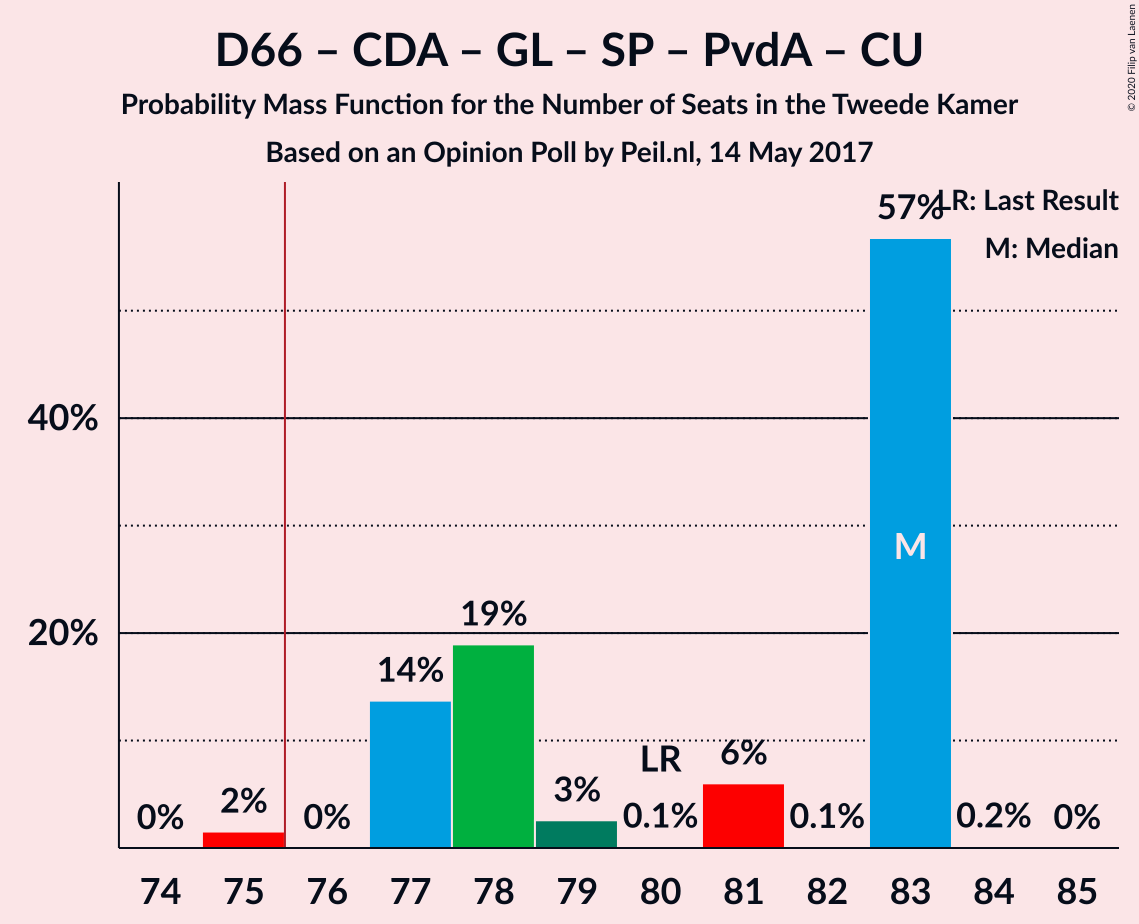 D66 – CDA – GL – SP – PvdA – CU
Probability Mass Function for the Number of Seats in the Tweede Kamer
Based on an Opinion Poll by Peil.nl, 14 May 2017
© 2020 Filip van Laenen
LR: Last Result
M: Median
57%
40%
M
20%
19%
14%
LR
6%
3%
2%
0%
0%
0.1%
0.1%
0.2%
0%
74 75 76 77 78 79 80 81 82 83 84 85